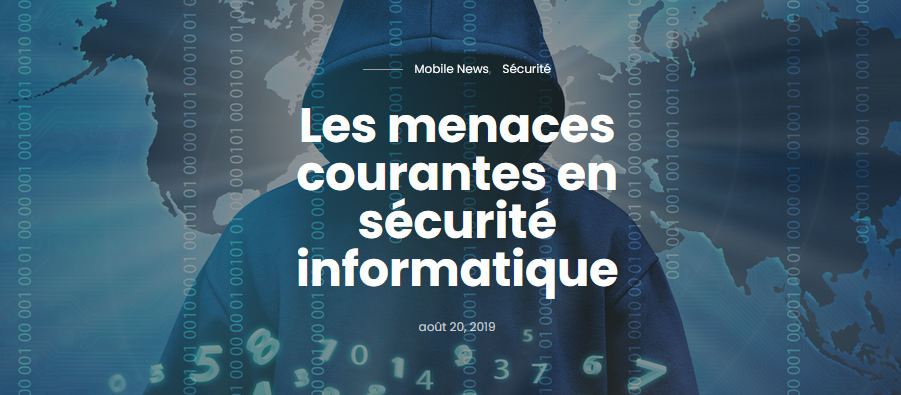 Mobile News, Sécurité
Les menaces
courantes en
sécurité
informatique
août 20, 2019